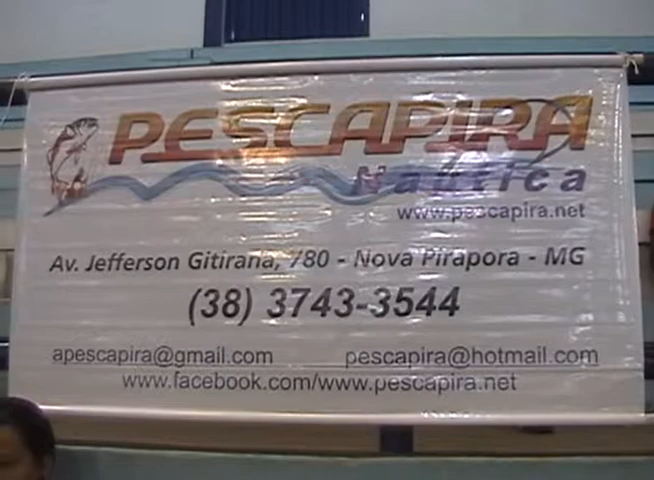 PESCAPIRA
Naútica
www.pescapira.net
Av. Jefferson Gitirana, 780 - Nova Pirapora - MG
(38) 3743-3544
apescapira@gmail.com pescapira@hotmail.com
www.facebook.com/www.pescapira.net